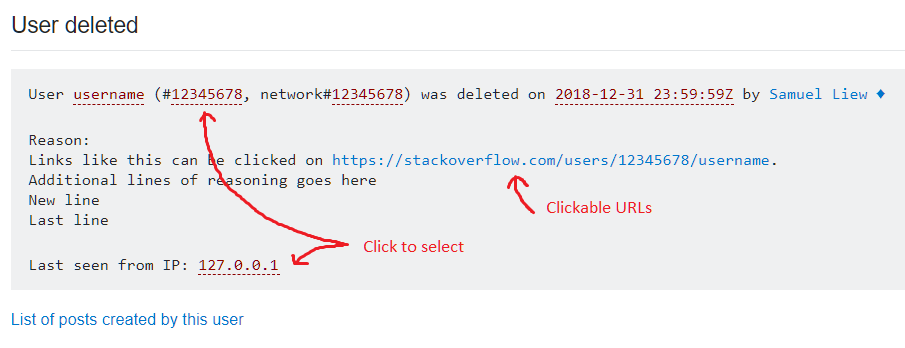 User deleted
User username (#12345678, network#12345678) was deleted on 2018-12-31 23:59:59Z by Samuel Liew ♦
Reason:
Links like this can be clicked on https://stackoverflow.com/users/12345678/username.
Additional lines of reasoning goes here
New line
Clickable URLs
Last line
Click to select
Last seen from IP: 127.0.0.1
List of posts created by this user